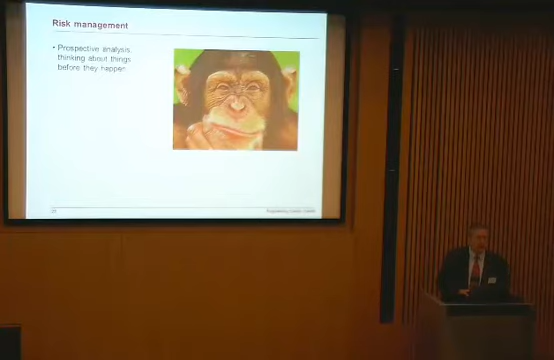 Risk management
• Prospective analysis
thinking about things
before they happen